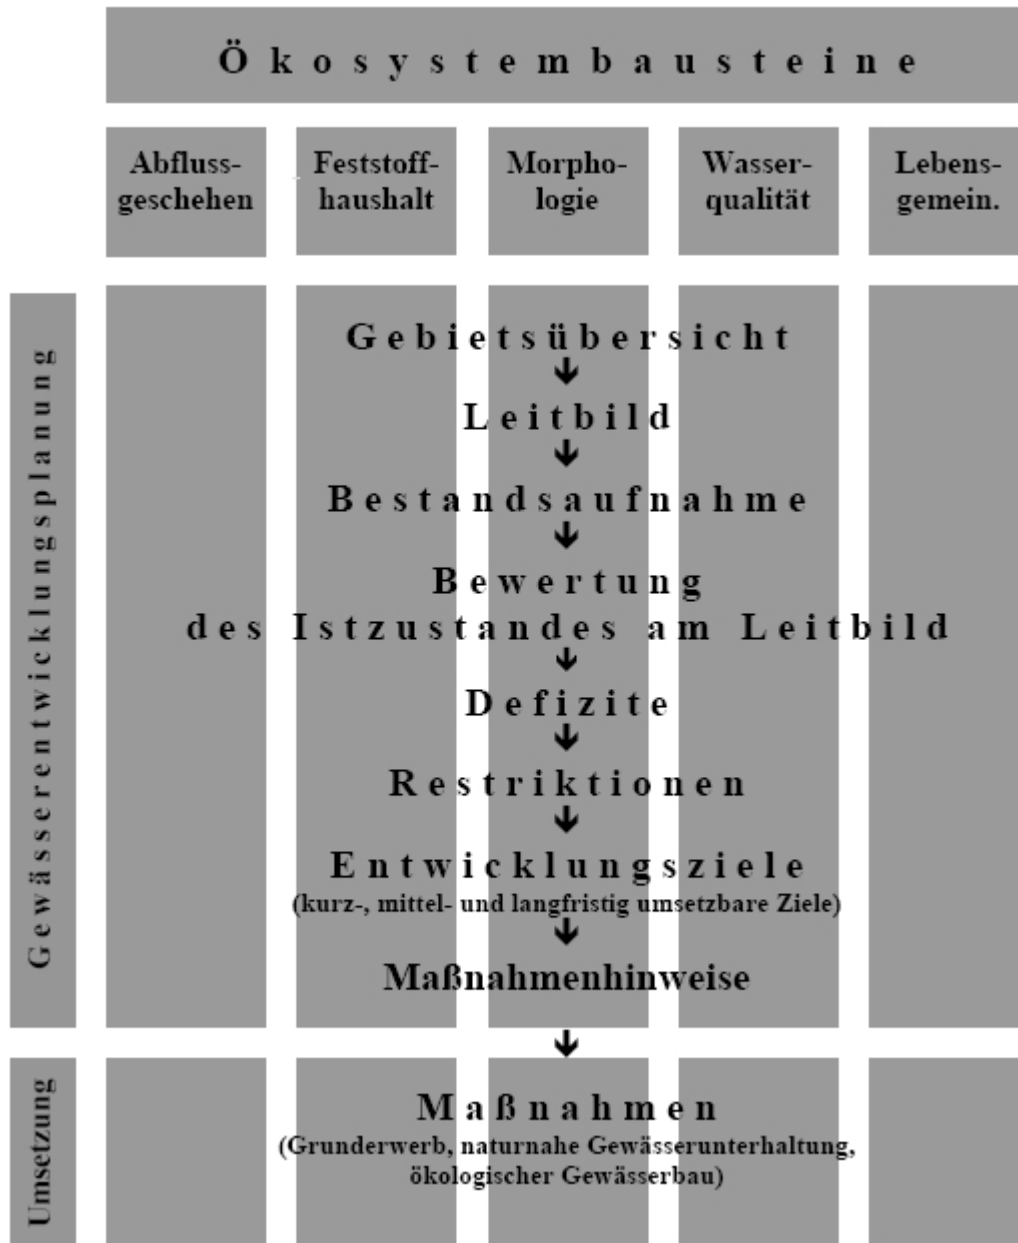 Ökosystembausteine
Abfluss-
geschehen
Feststoff-
haushalt
Morpho-
logie
Wasser-
qualität
Lebens-
gemein.
Gewässerentwicklungsplanung
Gebietsübersicht
Leitbild
Bestandsaufnahme
Bewertung
des Istzustandes am Leitbild
Defizite
Restriktionen
Entwicklungsziele
(kurz-, mittel- und langfristig umsetzbare Ziele)
Maßnahmenhinweise
Umsetzung
Maßnahmen
(Grunderwerb, naturnahe Gewässerunterhaltung,
ökologischer Gewässerbau)